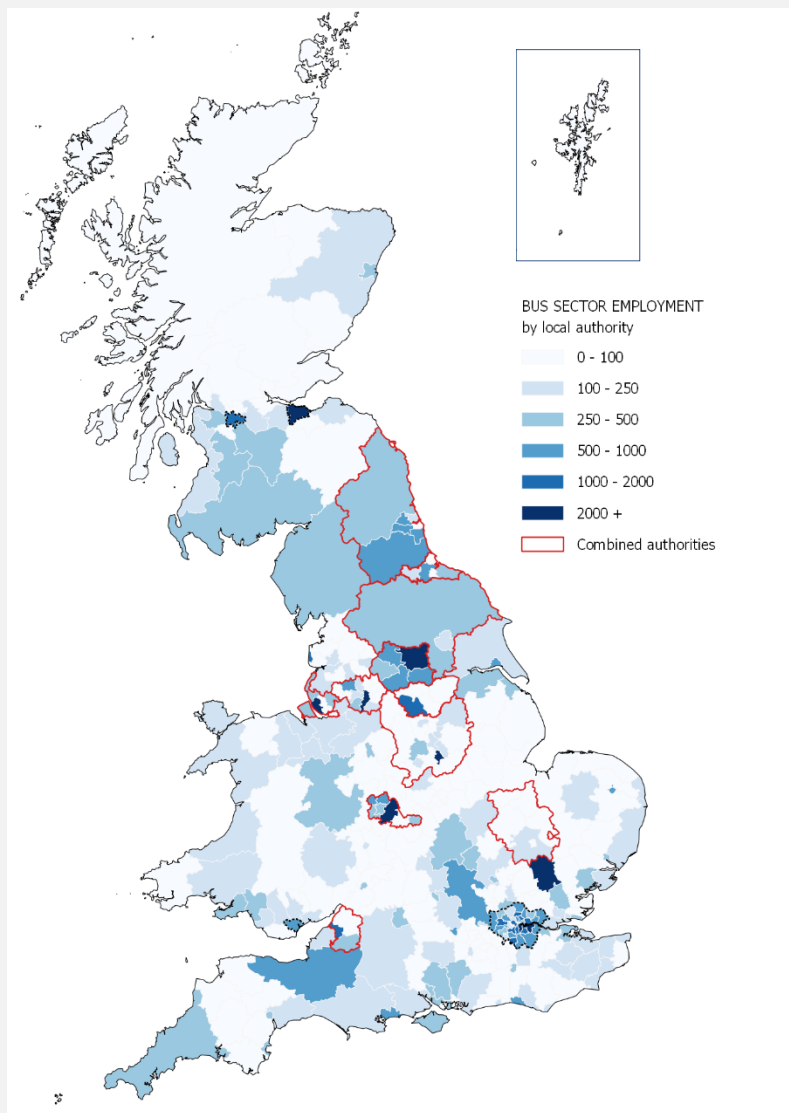 BUS SECTOR EMPLOYMENT
by local authority
0 - 100
100 - 250
250 - 500
500 - 1000
1000 - 2000
2000 +
Combined authorities